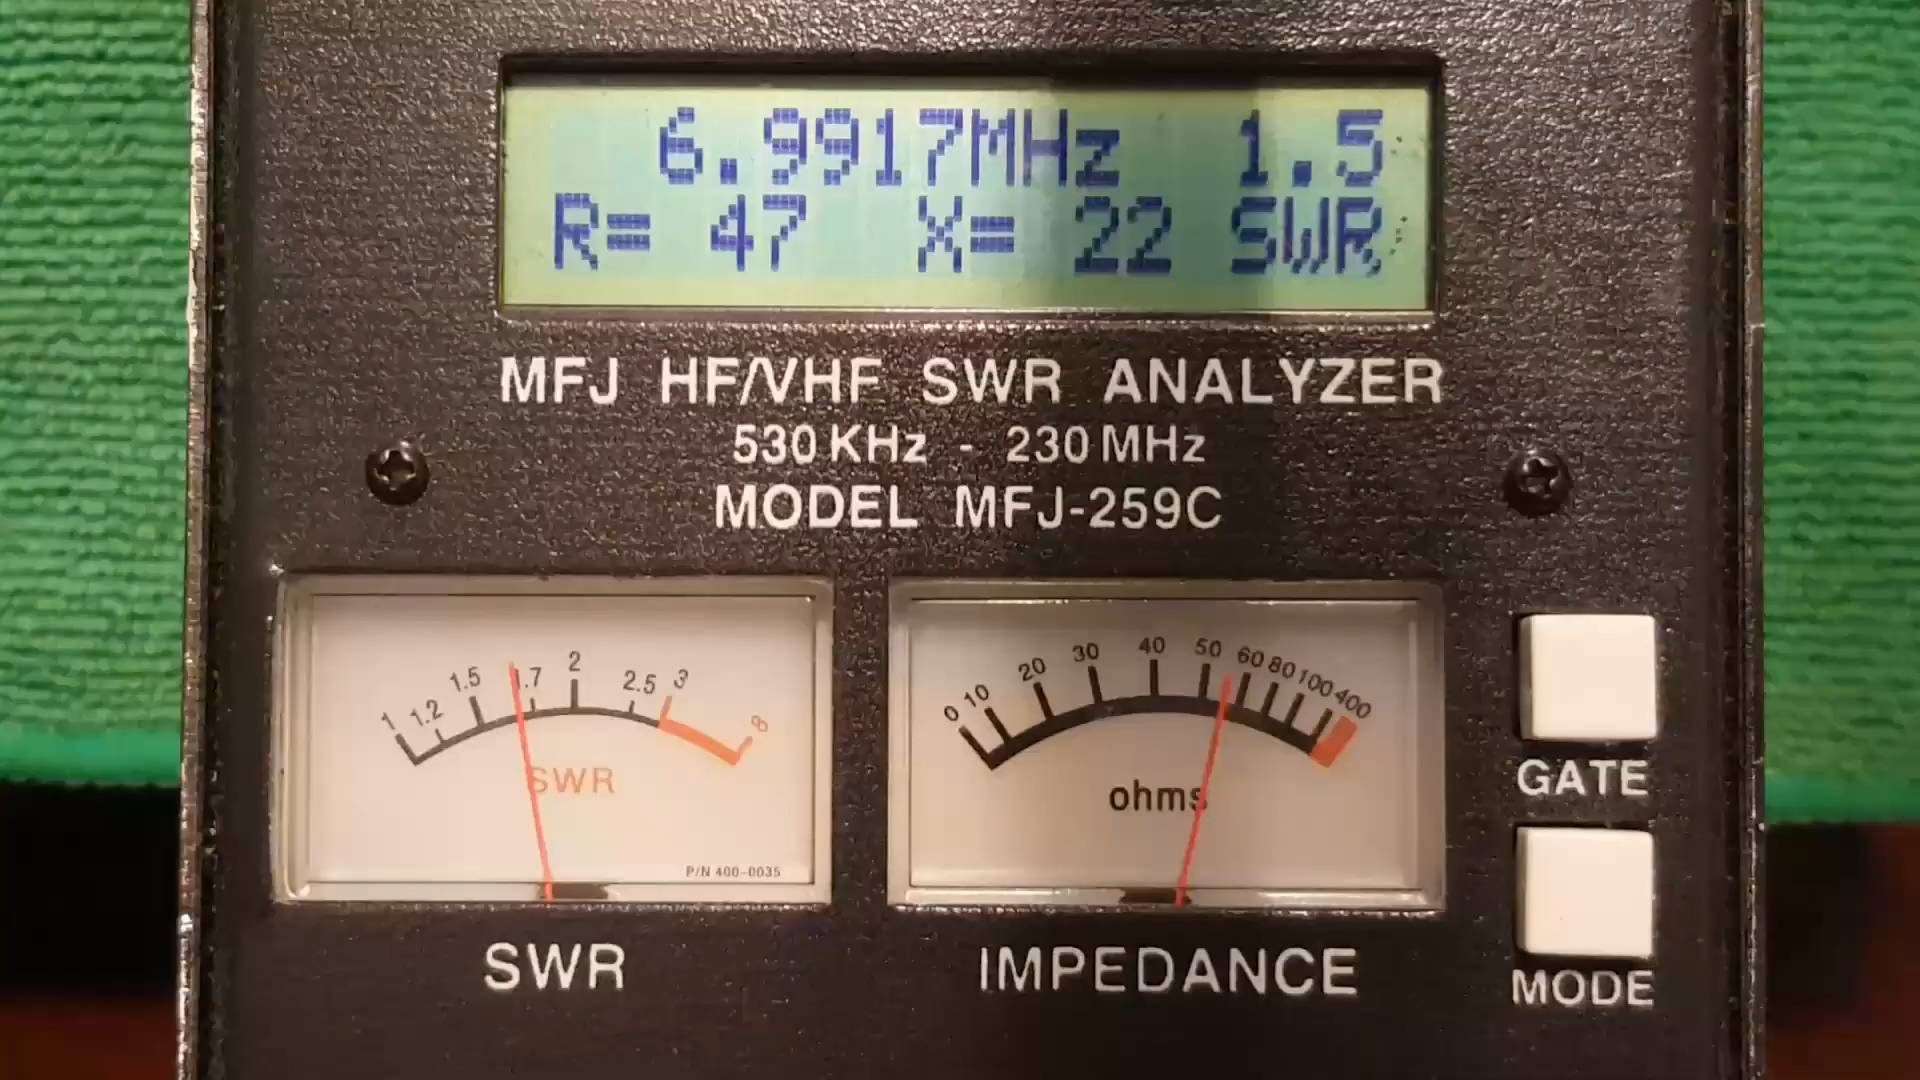 6.9917MHz 1.5
R= 47 X= 22 SWR
MFJ HF/VHF SWR ANALYZER
530 KHz - 230 MHz
MODEL MFJ-259C
1 1.2 1.5 1.7 2 2.5 3 ∞
SWR
P/N 400-0035
SWR
0 10 20 30 40 50 60 80 100 400
ohms
IMPEDANCE
GATE
MODE